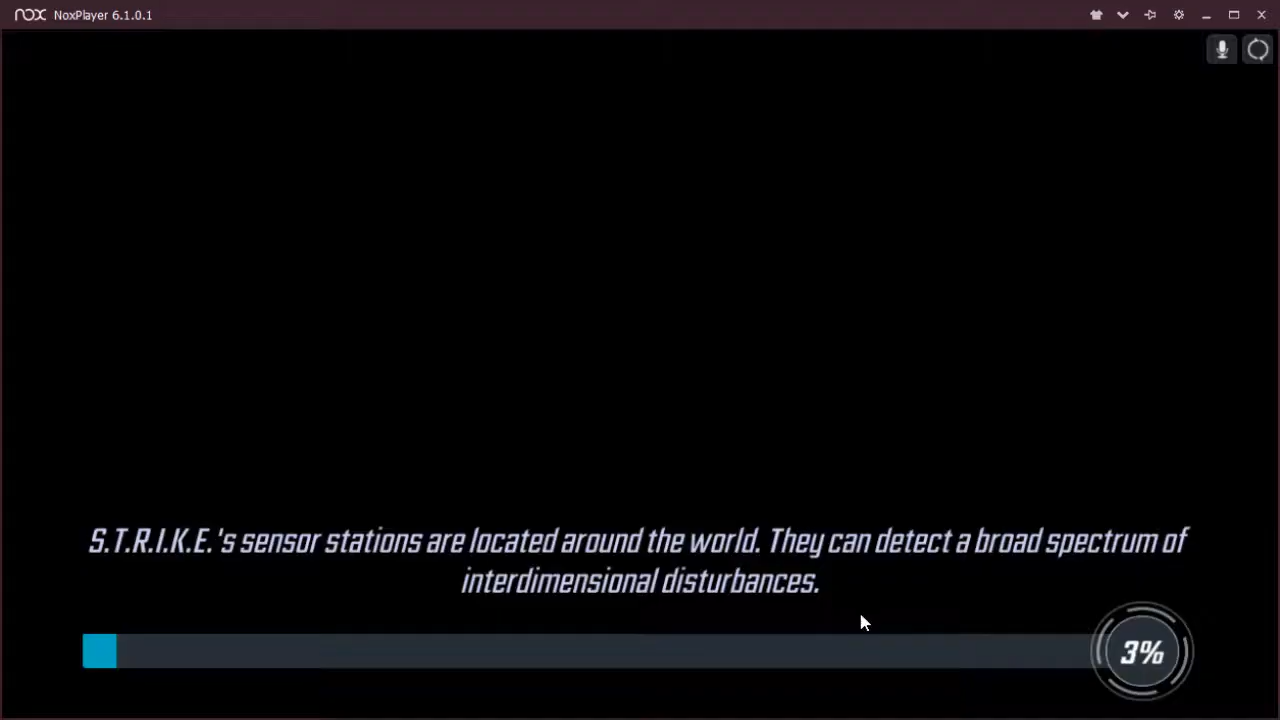 nox NoxPlayer 6.1.0.1
S.T.R.I.K.E.'s sensor stations are located around the world. They can detect a broad spectrum of
interdimensional disturbances.
3%